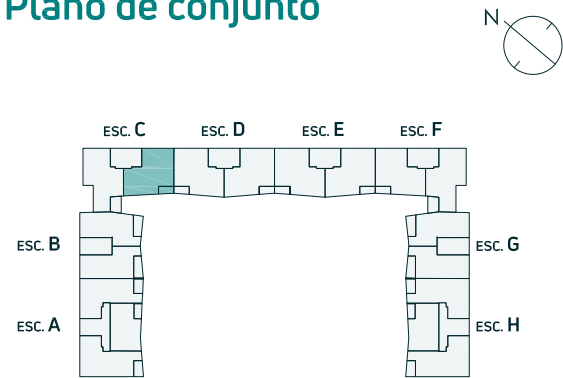 Plano de conjunto
N
ESC. C
ESC. D
ESC. E
ESC. F
ESC. B
ESC. G
ESC. A
ESC. H